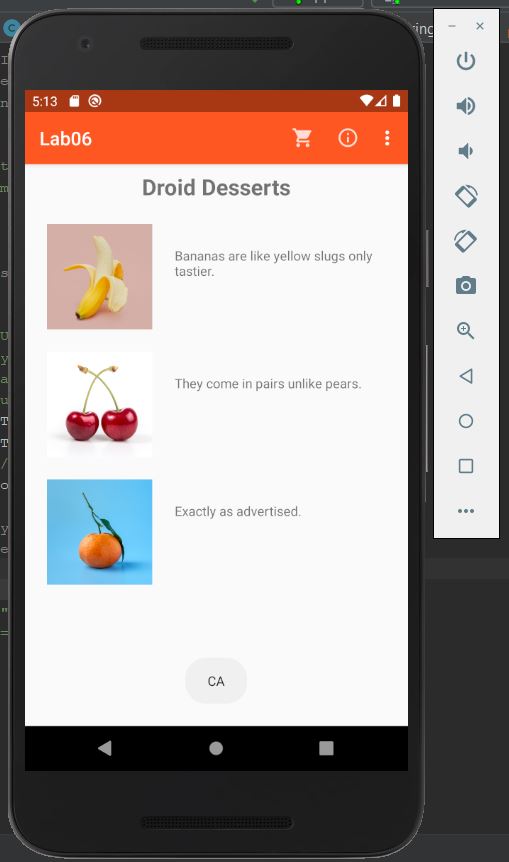 ring
5:13
Lab06
Droid Desserts
Bananas are like yellow slugs only
tastier.
They come in pairs unlike pears.
Exactly as advertised.
CA